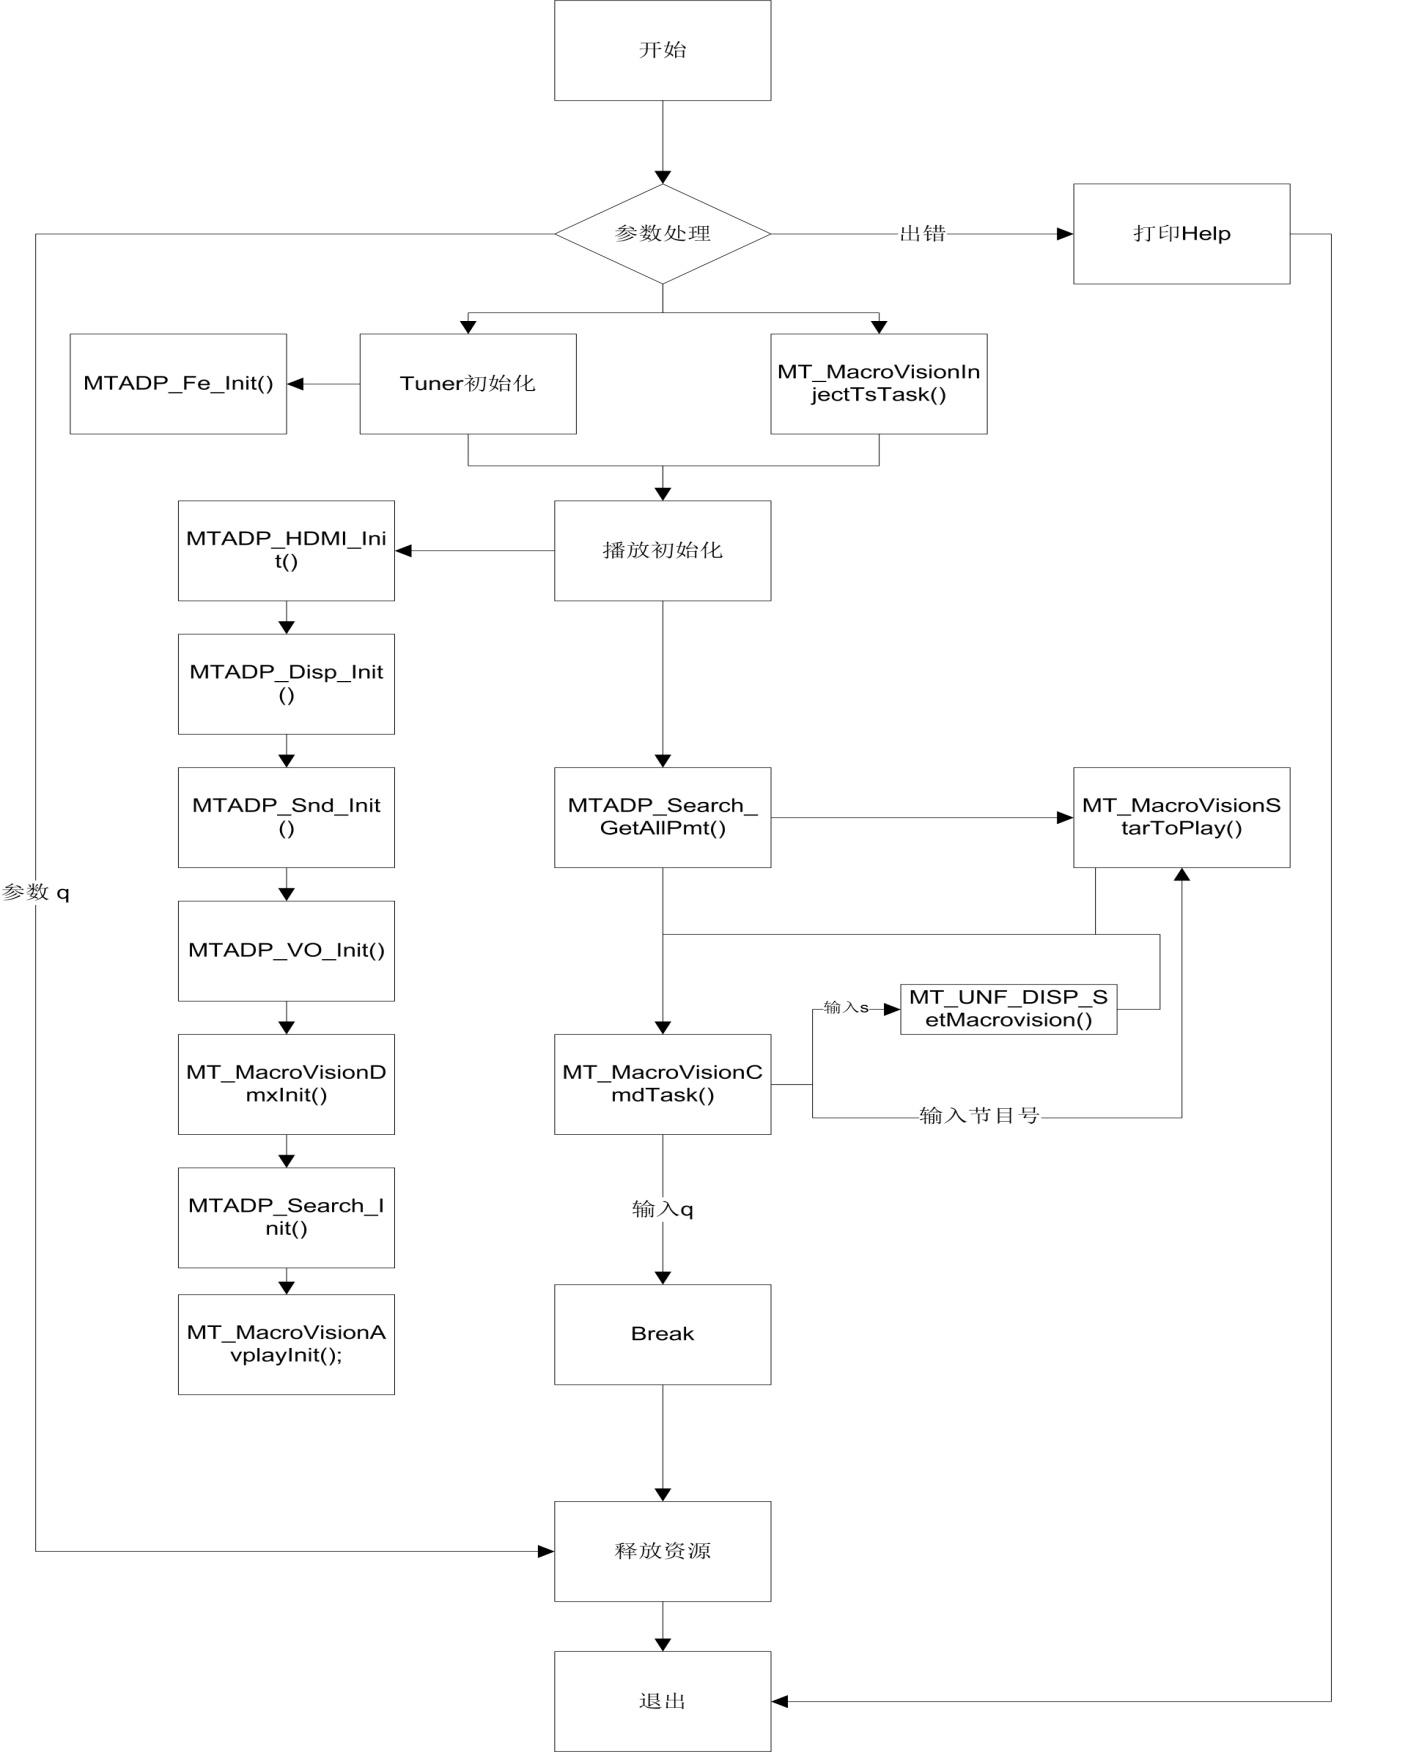 开始
参数处理
出错
打印Help
MTADP_Fe_Init()
Tuner初始化
MT_MacroVisionIn
jectTsTask()
MTADP_HDMI_Ini
t()
播放初始化
MTADP_Disp_Init
()
MTADP_Snd_Init
()
MTADP_Search_
GetAllPmt()
MT_MacroVisionS
tarToPlay()
参数 q
MTADP_VO_Init()
输入s
MT_UNF_DISP_S
etMacrovision()
MT_MacroVisionD
mxInit()
MT_MacroVisionC
mdTask()
输入节目号
MTADP_Search_I
nit()
输入q
MT_MacroVisionA
vplayInit();
Break
释放资源
退出